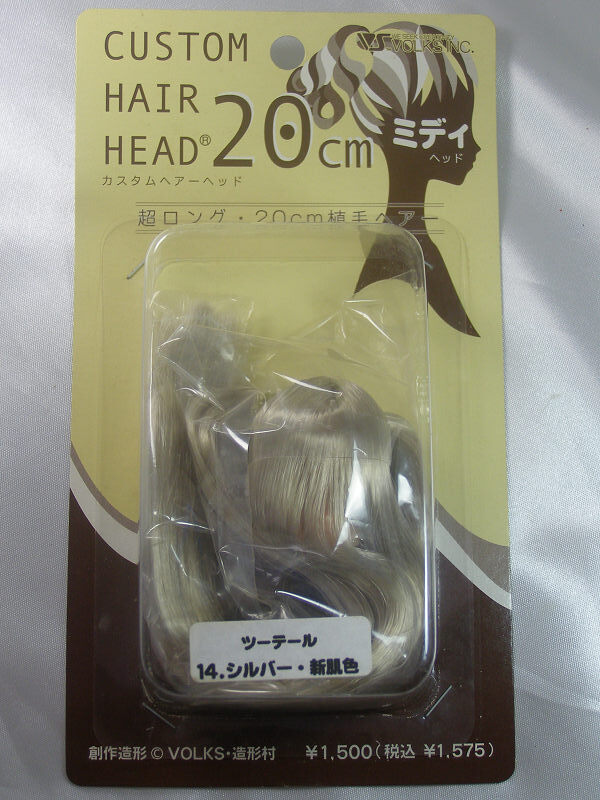 CUSTOM
HAIR
HEAD® 20cm
ミディ
ヘッド
カスタムヘアーヘッド
VOLKS INC.
超ロング・20cm植毛ヘアー
ツーテール
14.シルバー・新肌色
創作造形 © VOLKS・造形村
¥1,500(税込 ¥1,575)